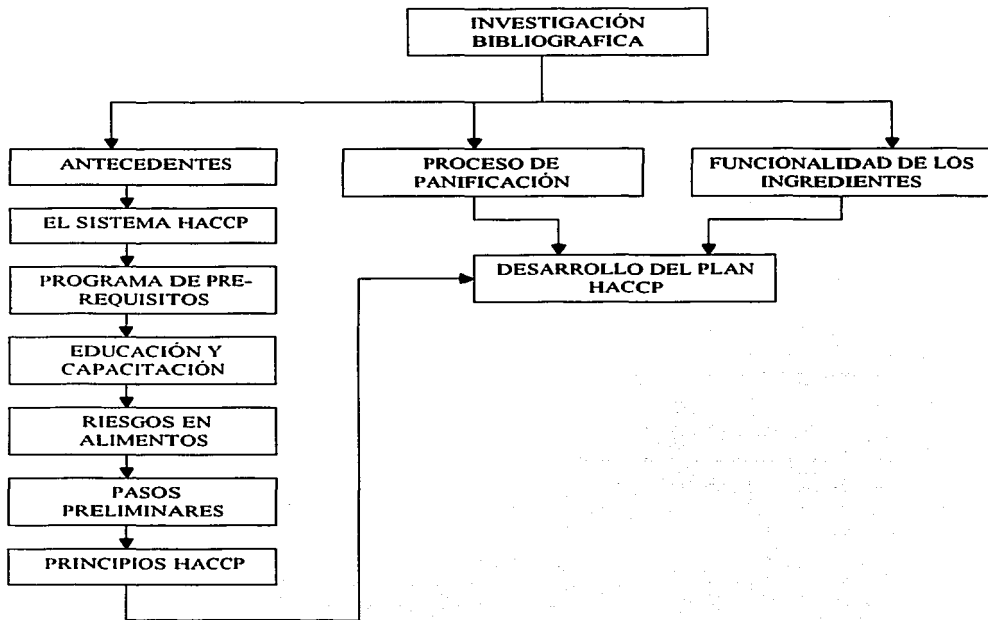 INVESTIGACIÓN
BIBLIOGRAFICA
ANTECEDENTES
EL SISTEMA HACCP
PROGRAMA DE PRE-
REQUISITOS
EDUCACIÓN Y
CAPACITACIÓN
RIESGOS EN
ALIMENTOS
PASOS
PRELIMINARES
PRINCIPIOS HACCP
PROCESO DE
PANIFICACIÓN
FUNCIONALIDAD DE LOS
INGREDIENTES
DESARROLLO DEL PLAN
HACCP